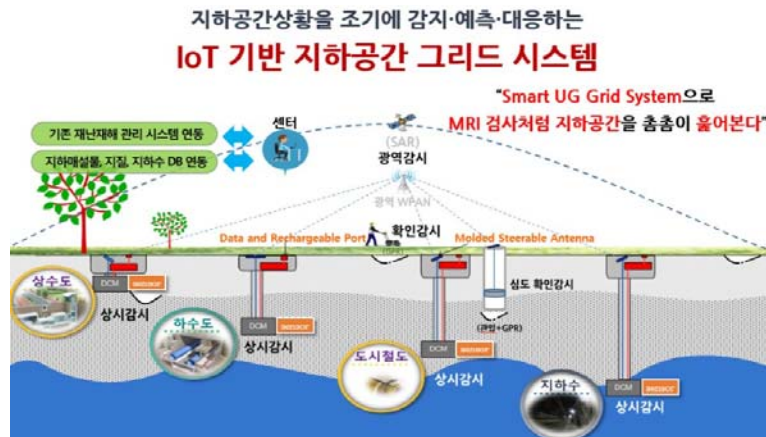 지하공간상황을 조기에 감지·예측·대응하는
IoT 기반 지하공간 그리드 시스템
"Smart UG Grid System으로
MRI 검사처럼 지하공간을 촘촘이 훑어본다"
기존 재난재해 관리 시스템 연동
지하매설물, 지질, 지하수 DB 연동
센터
(SAR)
광역감시
광역 WPAN
확인감시
Data and Rechargeable Port
Molded Steerable Antenna
상수도
DCM sensor
상시감시
하수도
DCM sensor
상시감시
심도 확인감시
(관입+GPR)
도시철도
DCM sensor
상시감시
지하수
DCM sensor
상시감시